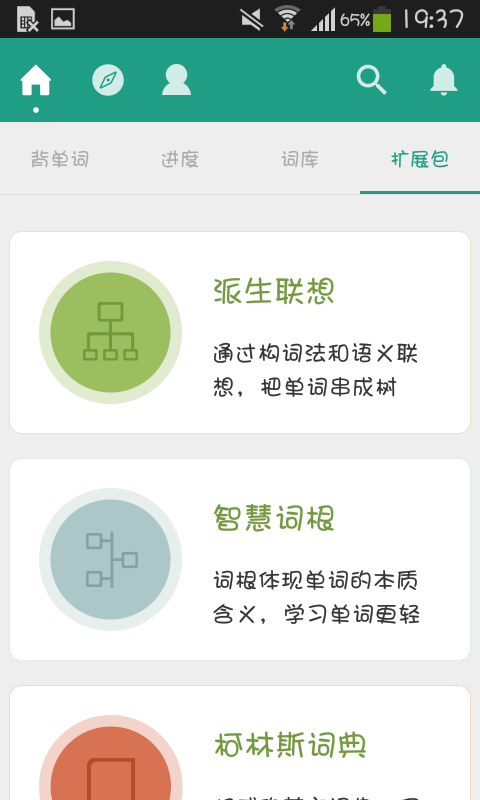 65% 19:37
背单词 进度 词库 扩展包
派生联想
通过构词法和语义联
想，把单词串成树
智慧词根
词根体现单词的本质
含义，学习单词更轻
柯林斯词典